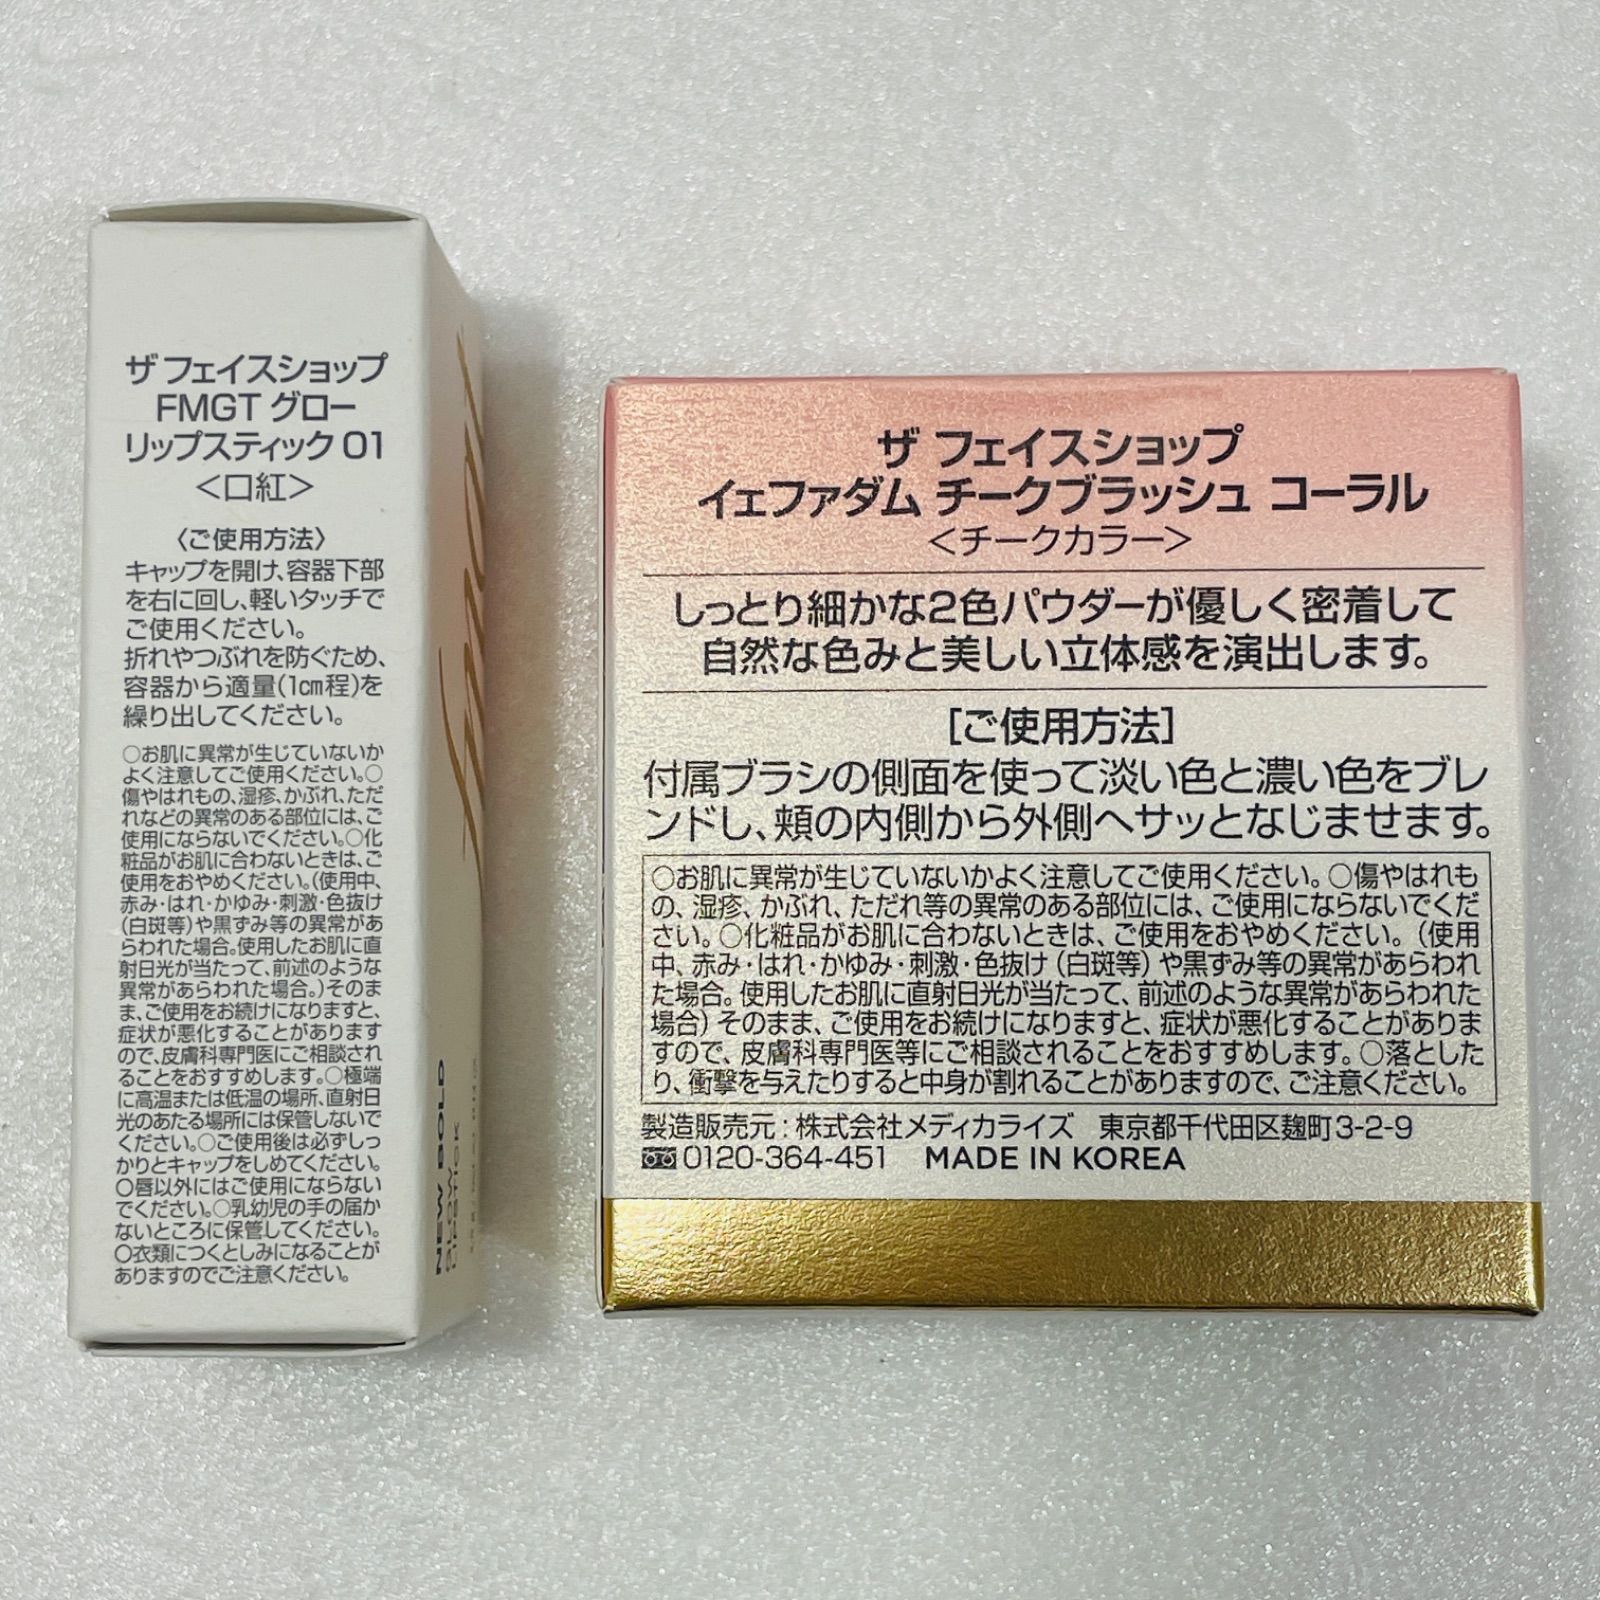 ザ フェイスショップ
FMGT グロー
リップスティック 01
＜口紅＞
〈ご使用方法〉
キャップを開け、容器下部
を右に回し、軽いタッチで
ご使用ください。
折れやつぶれを防ぐため、
容器から適量(1㎝程)を
繰り出してください。
○お肌に異常が生じていないか
よく注意してご使用ください。○
傷やはれもの、湿疹、かぶれ、ただ
れなどの異常のある部位には、ご
使用にならないでください。○化
粧品がお肌に合わないときは、ご
使用をおやめください。(使用中、
赤み・はれ・かゆみ・刺激・色抜け
(白斑等)や黒ずみ等の異常があ
らわれた場合。使用したお肌に直
射日光が当たって、前述のような
異常があらわれた場合。)そのま
ま、ご使用をお続けになりますと、
症状が悪化することがあります
ので、皮膚科専門医にご相談され
ることをおすすめします。○極端
に高温または低温の場所、直射日
光のあたる場所には保管しないで
ください。○ご使用後は必ずしっ
かりとキャップをしめてください。
○唇以外にはご使用にならない
でください。○乳幼児の手の届か
ないところに保管してください。
○衣類につくとしみになることが
ありますのでご注意ください。
NEW BOLD
GLOW
LIPSTICK
ザ フェイスショップ
イェファダム チークブラッシュ コーラル
＜チークカラー＞
しっとり細かな2色パウダーが優しく密着して
自然な色みと美しい立体感を演出します。
[ご使用方法]
付属ブラシの側面を使って淡い色と濃い色をブレ
ンドし、頬の内側から外側へサッとなじませます。
○お肌に異常が生じていないかよく注意してご使用ください。○傷やはれも
の、湿疹、かぶれ、ただれ等の異常のある部位には、ご使用にならないでくだ
さい。○化粧品がお肌に合わないときは、ご使用をおやめください。（使用
中、赤み・はれ・かゆみ・刺激・色抜け（白斑等）や黒ずみ等の異常があらわれ
た場合。使用したお肌に直射日光が当たって、前述のような異常があらわれた
場合）そのまま、ご使用をお続けになりますと、症状が悪化することがありま
すので、皮膚科専門医等にご相談されることをおすすめします。○落とした
り、衝撃を与えたりすると中身が割れることがありますので、ご注意ください。
製造販売元：株式会社メディカライズ 東京都千代田区麹町3-2-9
0120-364-451 MADE IN KOREA